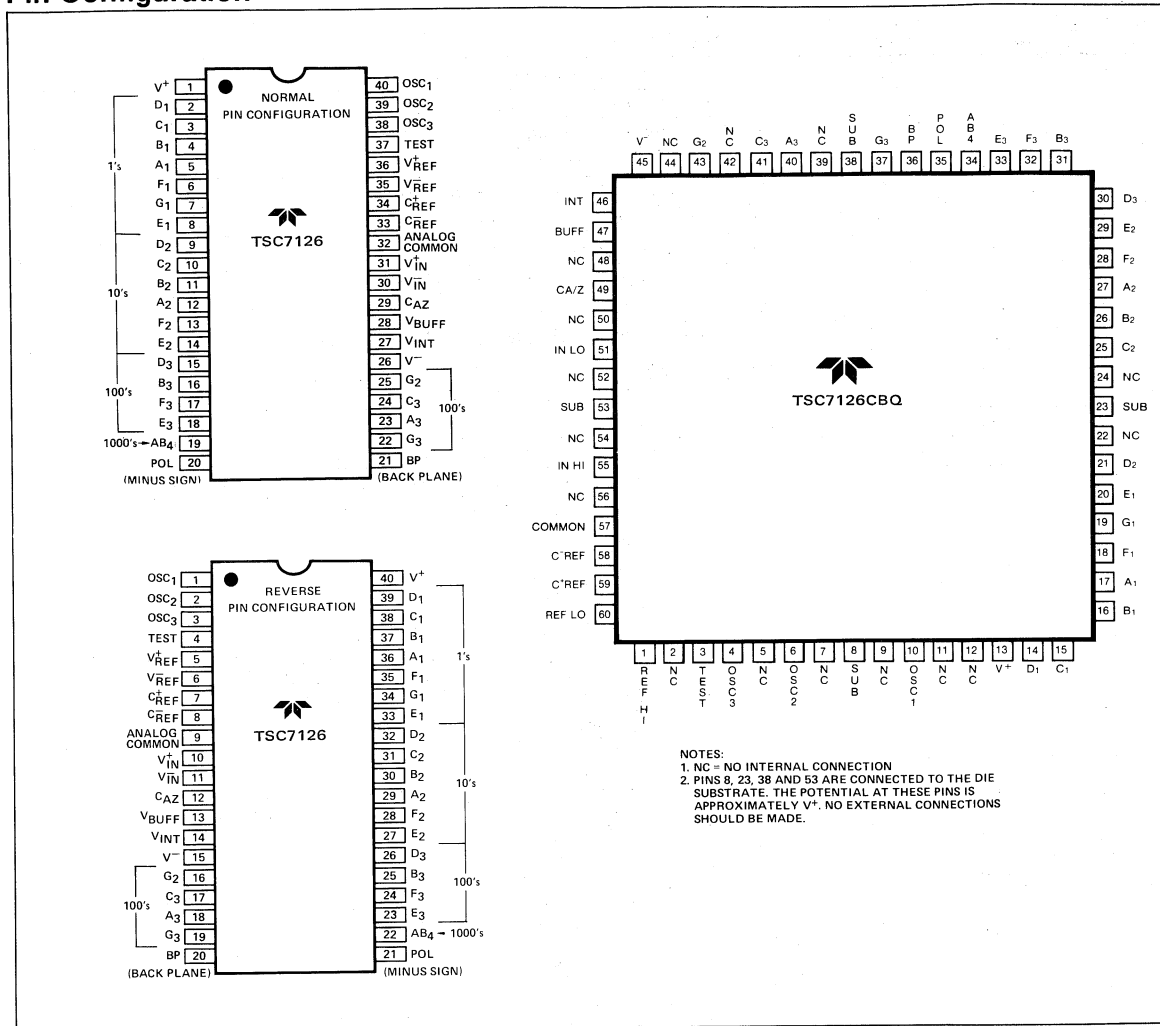 V+ 1
D1 2
C1 3
B1 4
A1 5
F1 6
G1 7
E1 8
D2 9
C2 10
B2 11
A2 12
F2 13
E2 14
D3 15
B3 16
F3 17
E3 18
1000's→AB4 19
POL 20
(MINUS SIGN)
1's
10's
100's
NORMAL
PIN CONFIGURATION
TSC7126
40 OSC1
39 OSC2
38 OSC3
37 TEST
36 V+REF
35 V−REF
34 C+REF
33 C−REF
32 ANALOG
COMMON
31 V+IN
30 V−IN
29 CAZ
28 VBUFF
27 VINT
26 V−
25 G2
24 C3
23 A3
22 G3
21 BP
(BACK PLANE)
100's
OSC1 1
OSC2 2
OSC3 3
TEST 4
V+REF 5
V−REF 6
C+REF 7
C−REF 8
ANALOG
COMMON 9
V+IN 10
V−IN 11
CAZ 12
VBUFF 13
VINT 14
V− 15
G2 16
C3 17
A3 18
G3 19
BP 20
(BACK PLANE)
100's
REVERSE
PIN CONFIGURATION
TSC7126
40 V+
39 D1
38 C1
37 B1
36 A1
35 F1
34 G1
33 E1
32 D2
31 C2
30 B2
29 A2
28 F2
27 E2
26 D3
25 B3
24 F3
23 E3
22 AB4 – 1000's
21 POL
(MINUS SIGN)
1's
10's
100's
V− NC G2 NC C3 A3 NC SUB G3 BP POL AB4 E3 F3 B3
45 44 43 42 41 40 39 38 37 36 35 34 33 32 31
INT 46
BUFF 47
NC 48
CA/Z 49
NC 50
IN LO 51
NC 52
SUB 53
NC 54
IN HI 55
NC 56
COMMON 57
C−REF 58
C+REF 59
REF LO 60
TSC7126CBQ
30 D3
29 E2
28 F2
27 A2
26 B2
25 C2
24 NC
23 SUB
22 NC
21 D2
20 E1
19 G1
18 F1
17 A1
16 B1
1 2 3 4 5 6 7 8 9 10 11 12 13 14 15
REF HI NC TEST OSC3 NC OSC2 NC SUB NC OSC1 NC NC V+ D1 C1
NOTES:
1. NC = NO INTERNAL CONNECTION
2. PINS 8, 23, 38 AND 53 ARE CONNECTED TO THE DIE
SUBSTRATE. THE POTENTIAL AT THESE PINS IS
APPROXIMATELY V+. NO EXTERNAL CONNECTIONS
SHOULD BE MADE.